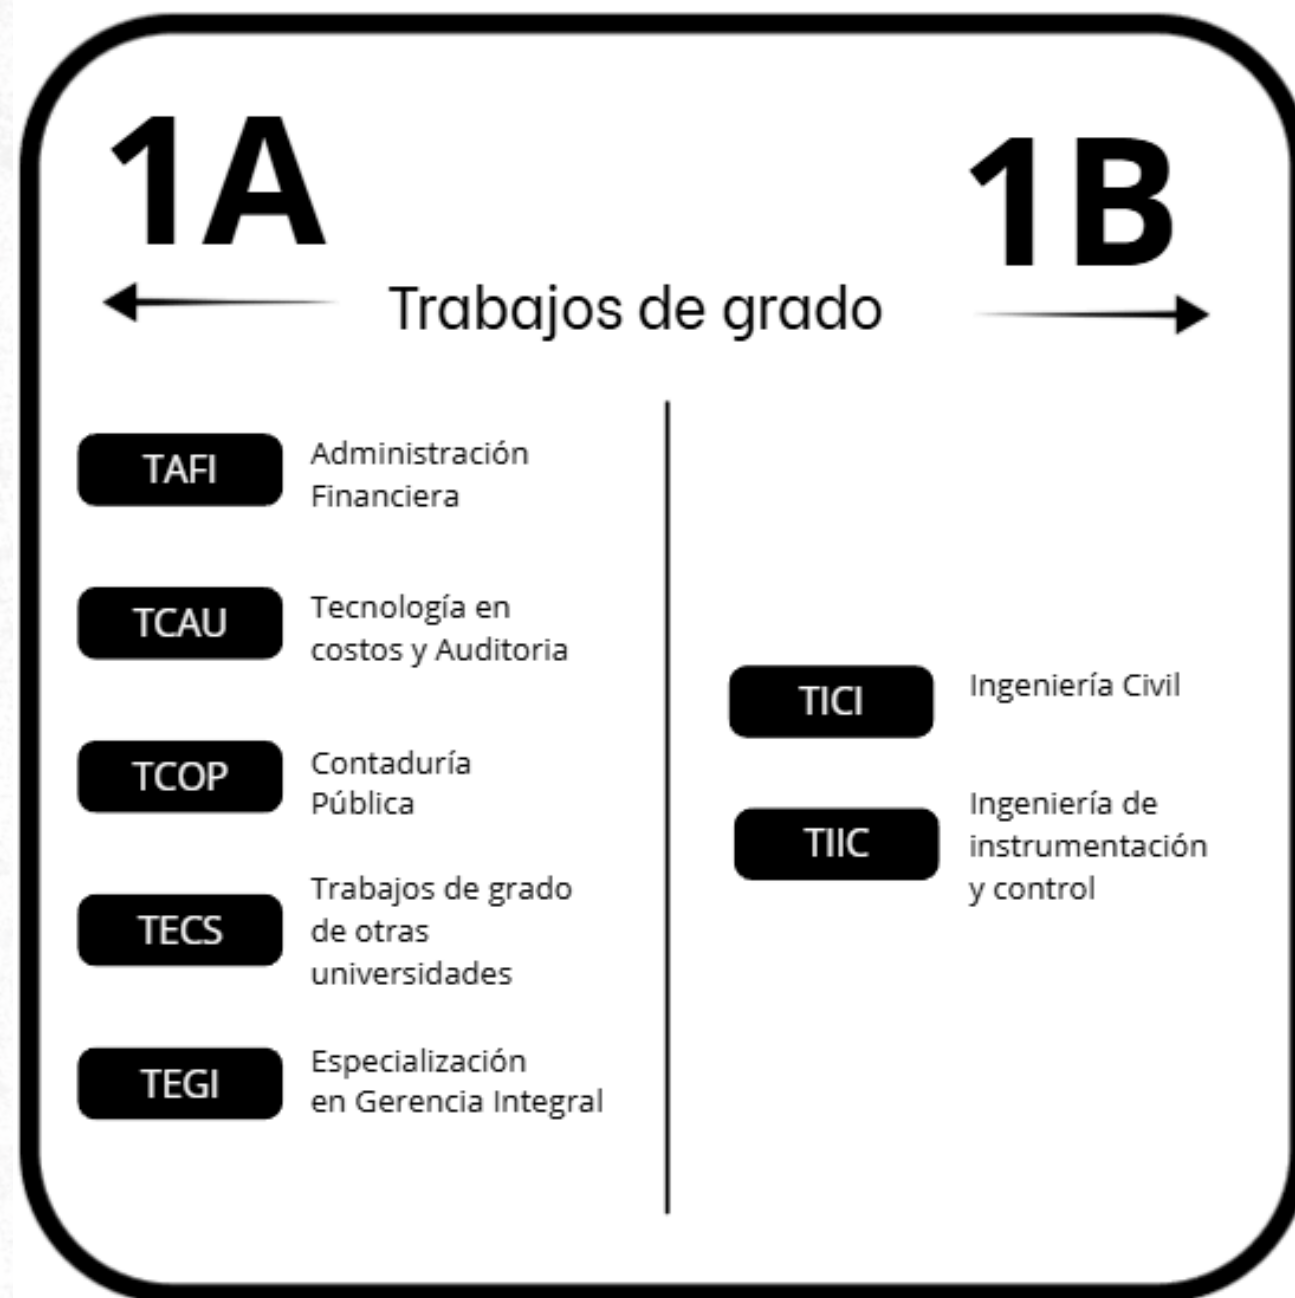 1A
1B
Trabajos de grado
TAFI
Administración
Financiera
TCAU
Tecnología en
costos y Auditoria
TCOP
Contaduría
Pública
TECS
Trabajos de grado
de otras
universidades
TEGI
Especialización
en Gerencia Integral
TICI
Ingeniería Civil
TIIC
Ingeniería de
instrumentación
y control